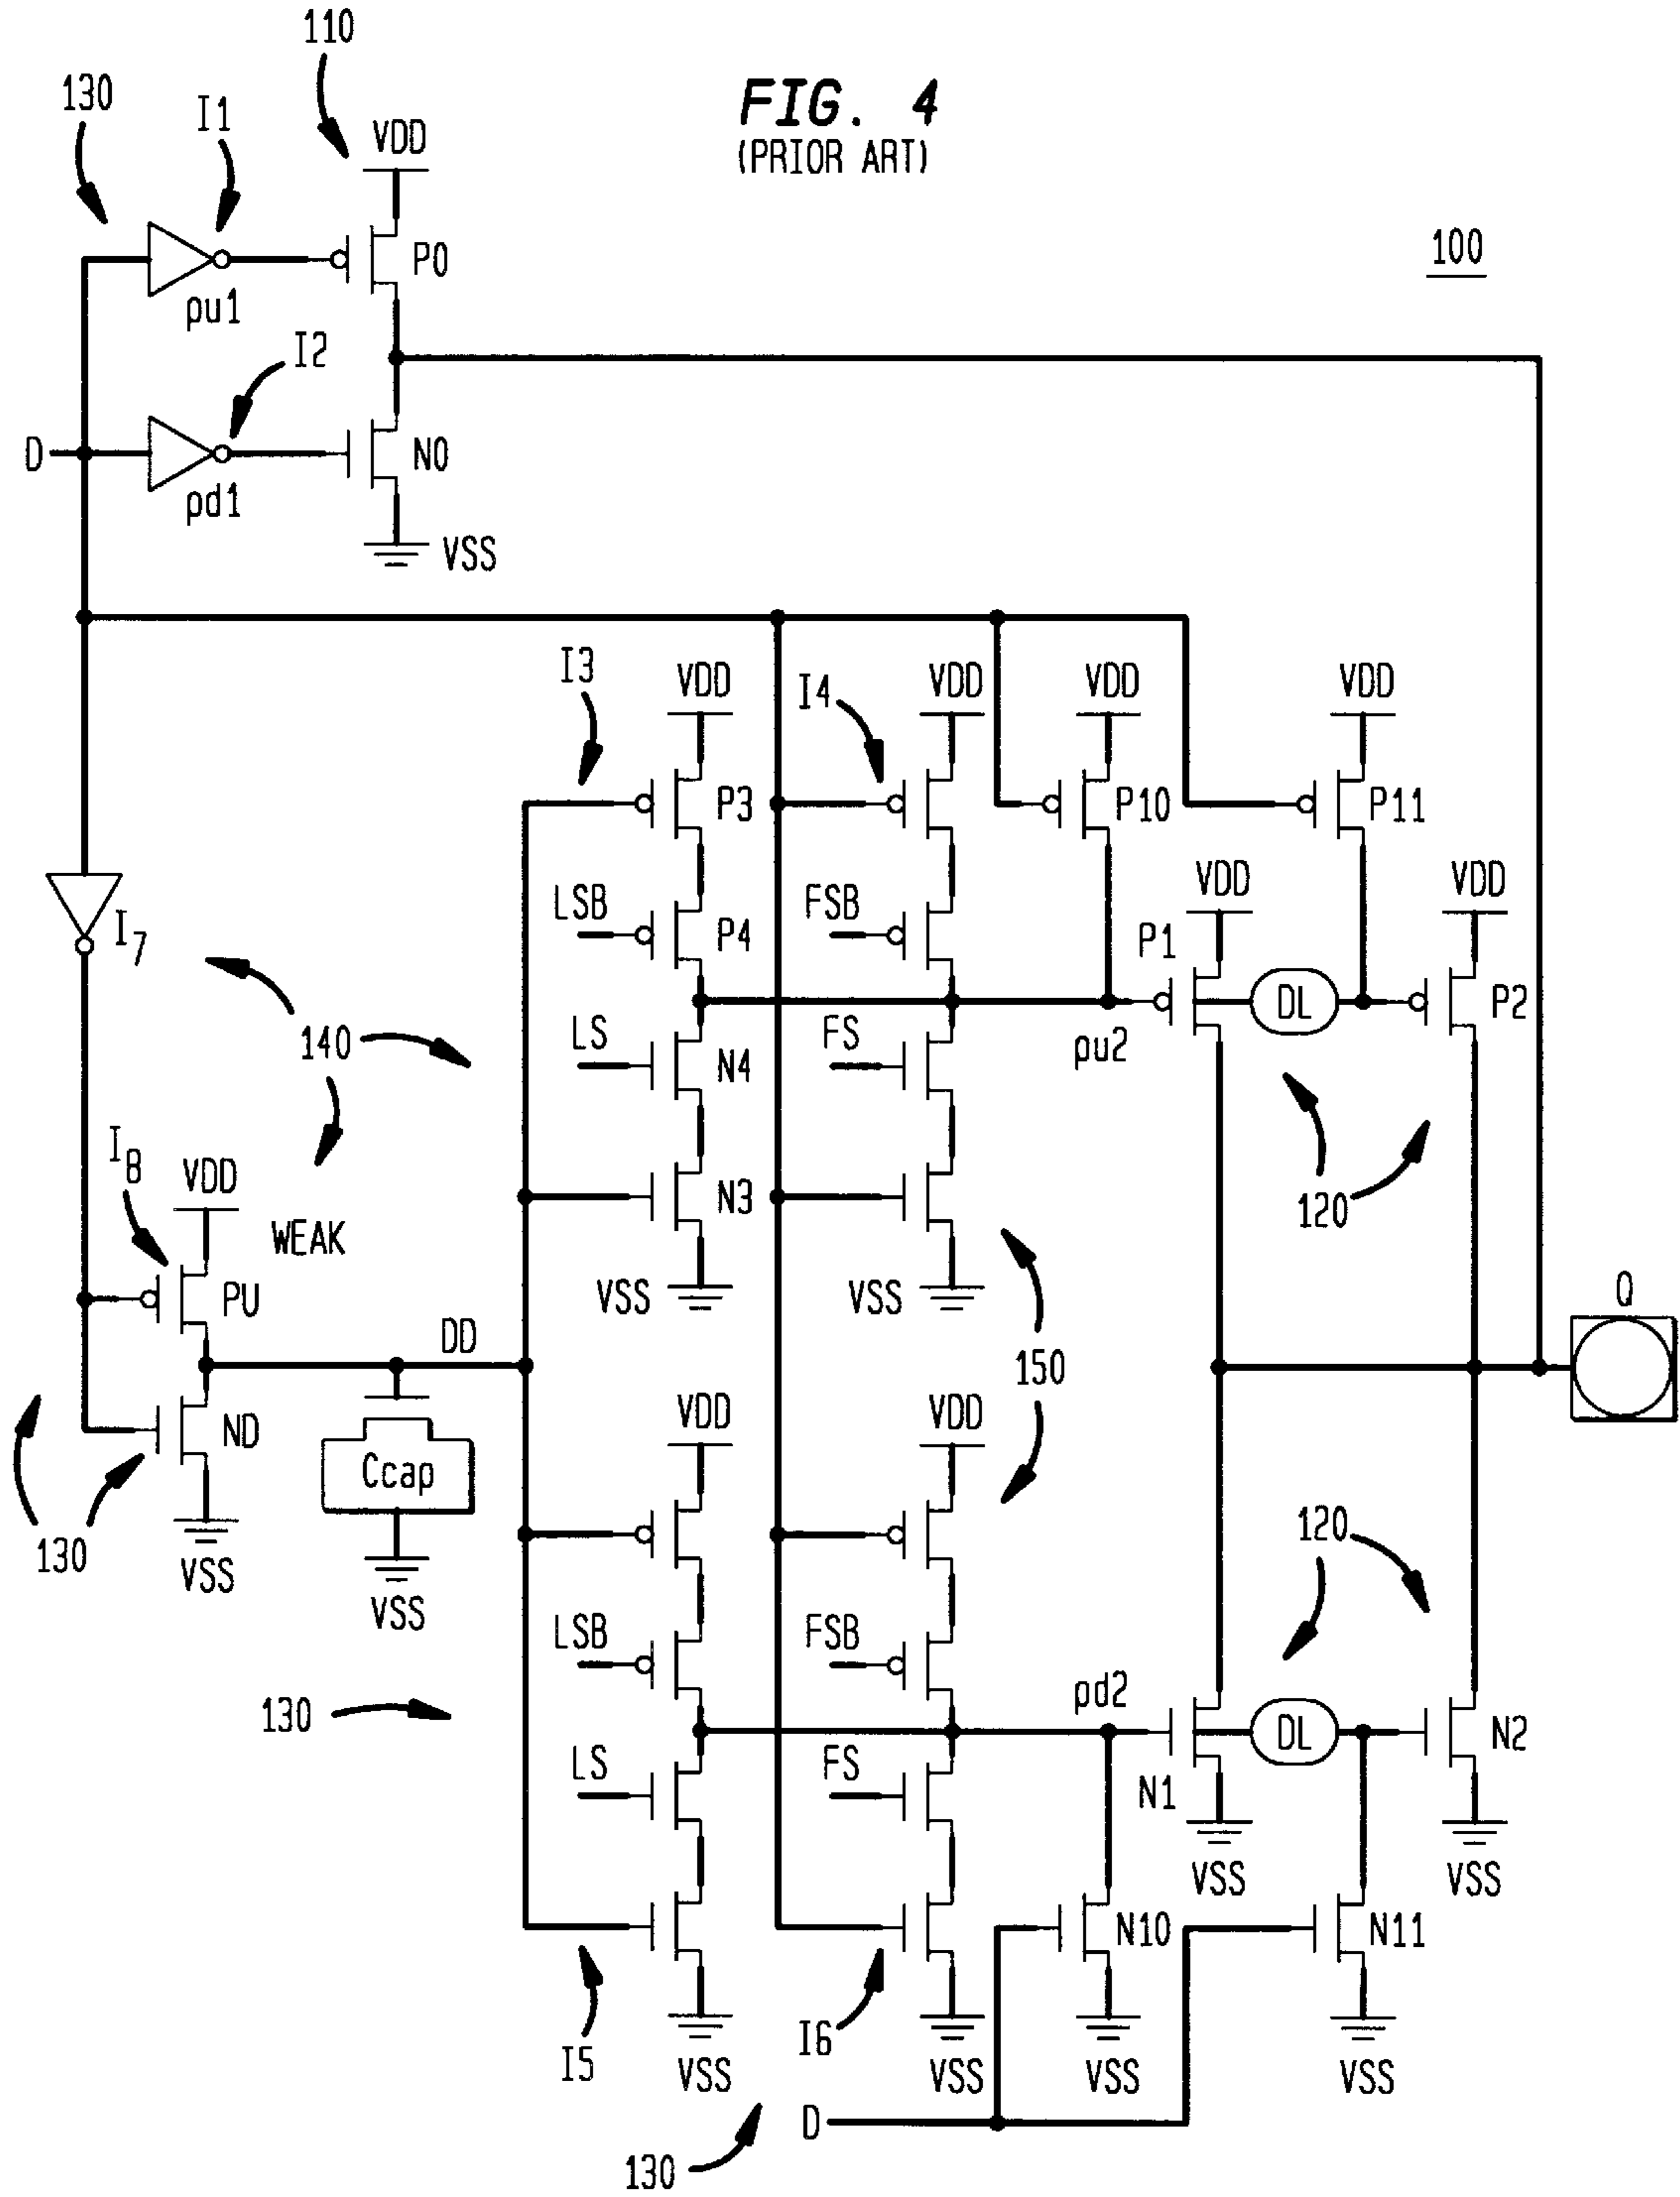 110
130
I1
FIG. 4
(PRIOR ART)
VDD
100
P0
pu1
I2
D
N0
pd1
VSS
I3
VDD
I4
VDD
VDD
VDD
P3
P10
P11
LSB
P4
FSB
P1
VDD
VDD
I7
DL
P2
140
LS
N4
FS
pu2
I8
VDD
WEAK
N3
120
PU
VSS
VSS
Q
DD
150
ND
VDD
VDD
Ccap
130
VSS
VSS
120
LSB
FSB
130
pd2
LS
FS
N1
DL
N2
VSS
VSS
N10
N11
I5
I6
VSS
VSS
VSS
VSS
D
130